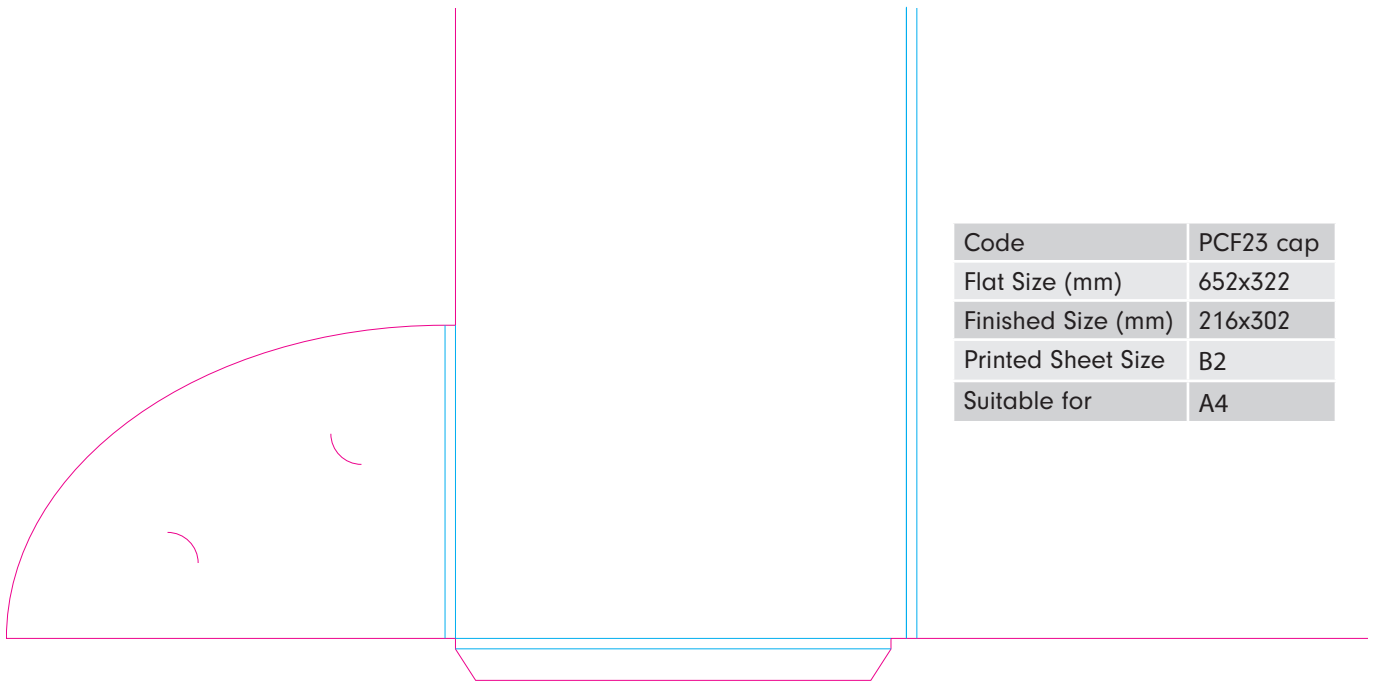 Code PCF23 cap
Flat Size (mm) 652x322
Finished Size (mm) 216x302
Printed Sheet Size B2
Suitable for A4